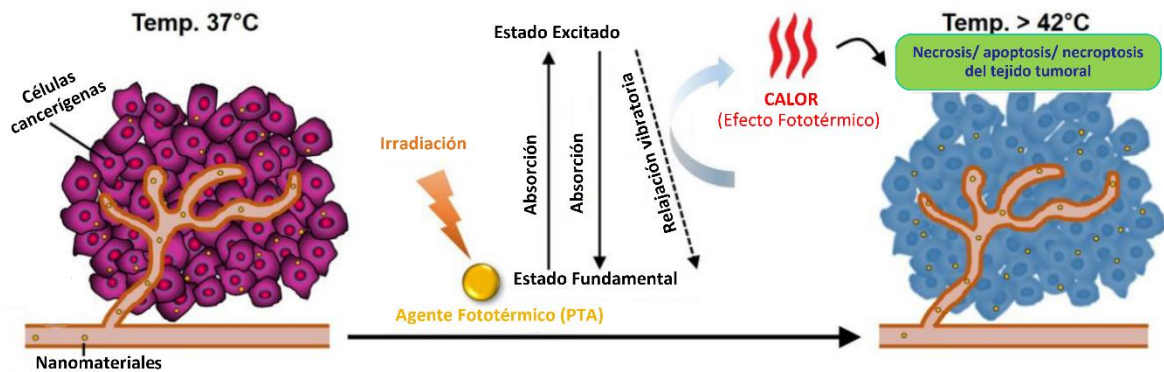 Temp. 37°C
Células
cancerígenas
Nanomateriales
Irradiación
Agente Fototérmico (PTA)
Estado Excitado
Absorción
Absorción
Relajación vibratoria
Estado Fundamental
CALOR
(Efecto Fototérmico)
Temp. > 42°C
Necrosis/ apoptosis/ necroptosis
del tejido tumoral